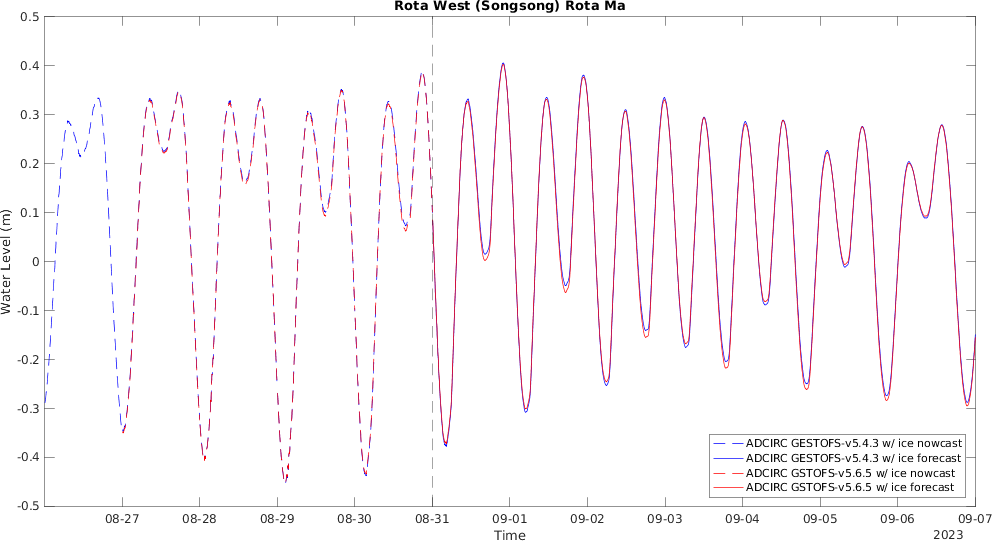 Rota West (Songsong) Rota Ma
0.5
0.4
0.3
0.2
0.1
0
-0.1
-0.2
-0.3
-0.4
-0.5
Water Level (m)
ADCIRC GESTOFS-v5.4.3 w/ ice nowcast
ADCIRC GESTOFS-v5.4.3 w/ ice forecast
ADCIRC GSTOFS-v5.6.5 w/ ice nowcast
ADCIRC GSTOFS-v5.6.5 w/ ice forecast
08-27 08-28 08-29 08-30 08-31 09-01 09-02 09-03 09-04 09-05 09-06 09-07
Time
2023